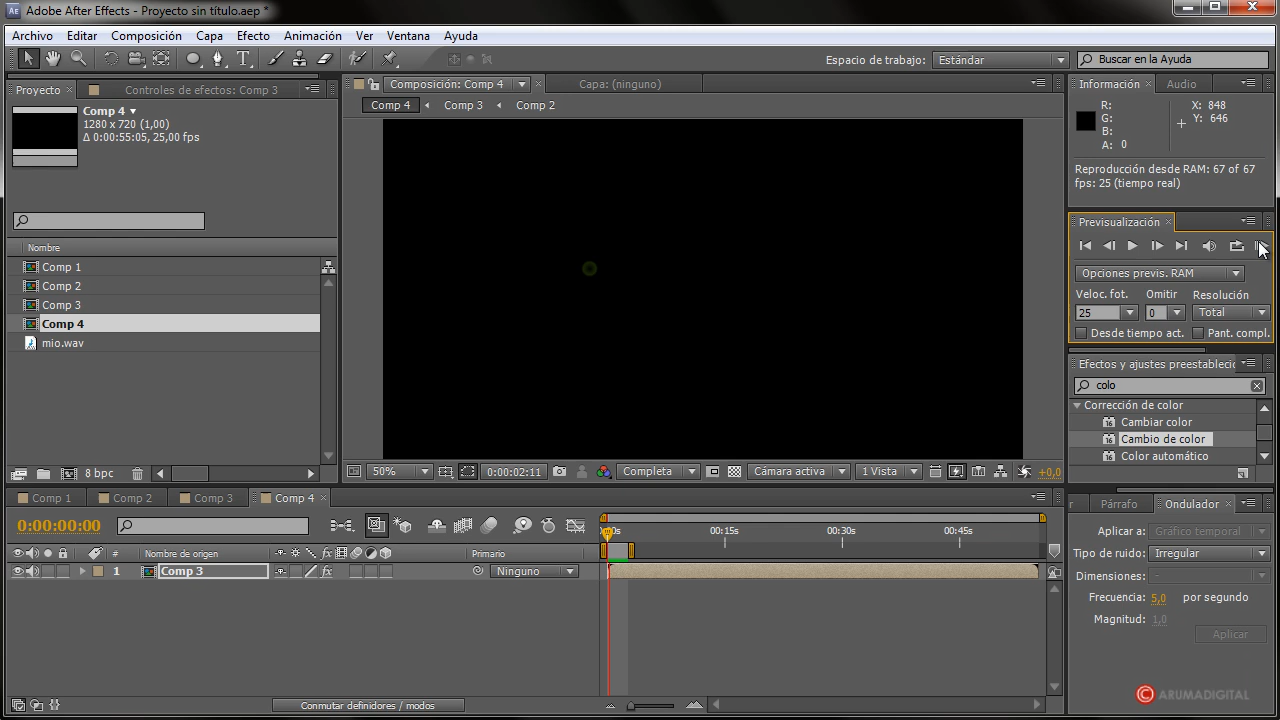 Adobe After Effects - Proyecto sin título.aep *
Archivo Editar Composición Capa Efecto Animación Ver Ventana Ayuda
Espacio de trabajo: Estándar Buscar en la Ayuda
Proyecto Controles de efectos: Comp 3
Comp 4
1280 x 720 (1,00)
Δ 0:00:55:05, 25,00 fps
Nombre
Comp 1
Comp 2
Comp 3
Comp 4
mio.wav
8 bpc
Composición: Comp 4 Capa: (ninguno)
Comp 4 Comp 3 Comp 2
50% 0:00:02:11 Completa Cámara activa 1 Vista +0,0
Información Audio
R: X: 848
G: Y: 646
B:
A: 0
Reproducción desde RAM: 67 of 67
fps: 25 (tiempo real)
Previsualización
Opciones previs. RAM
Veloc. fot. Omitir Resolución
25 0 Total
Desde tiempo act. Pant. compl.
Efectos y ajustes preestablecid
colo
Corrección de color
Cambiar color
Cambio de color
Color automático
Comp 1 Comp 2 Comp 3 Comp 4
0:00:00:00
00:15s 00:30s 00:45s
# Nombre de origen Primario
1 Comp 3 Ninguno
Conmutar definidores / modos
Párrafo Ondulador
Aplicar a: Gráfico temporal
Tipo de ruido: Irregular
Dimensiones: -
Frecuencia: 5,0 por segundo
Magnitud: 1,0
Aplicar
© ARUMADIGITAL